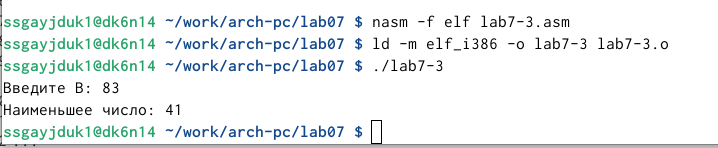 ssgayjduk1@dk6n14 ~/work/arch-pc/lab07 $ nasm -f elf lab7-3.asm
ssgayjduk1@dk6n14 ~/work/arch-pc/lab07 $ ld -m elf_i386 -o lab7-3 lab7-3.o
ssgayjduk1@dk6n14 ~/work/arch-pc/lab07 $ ./lab7-3
Введите В: 83
Наименьшее число: 41
ssgayjduk1@dk6n14 ~/work/arch-pc/lab07 $